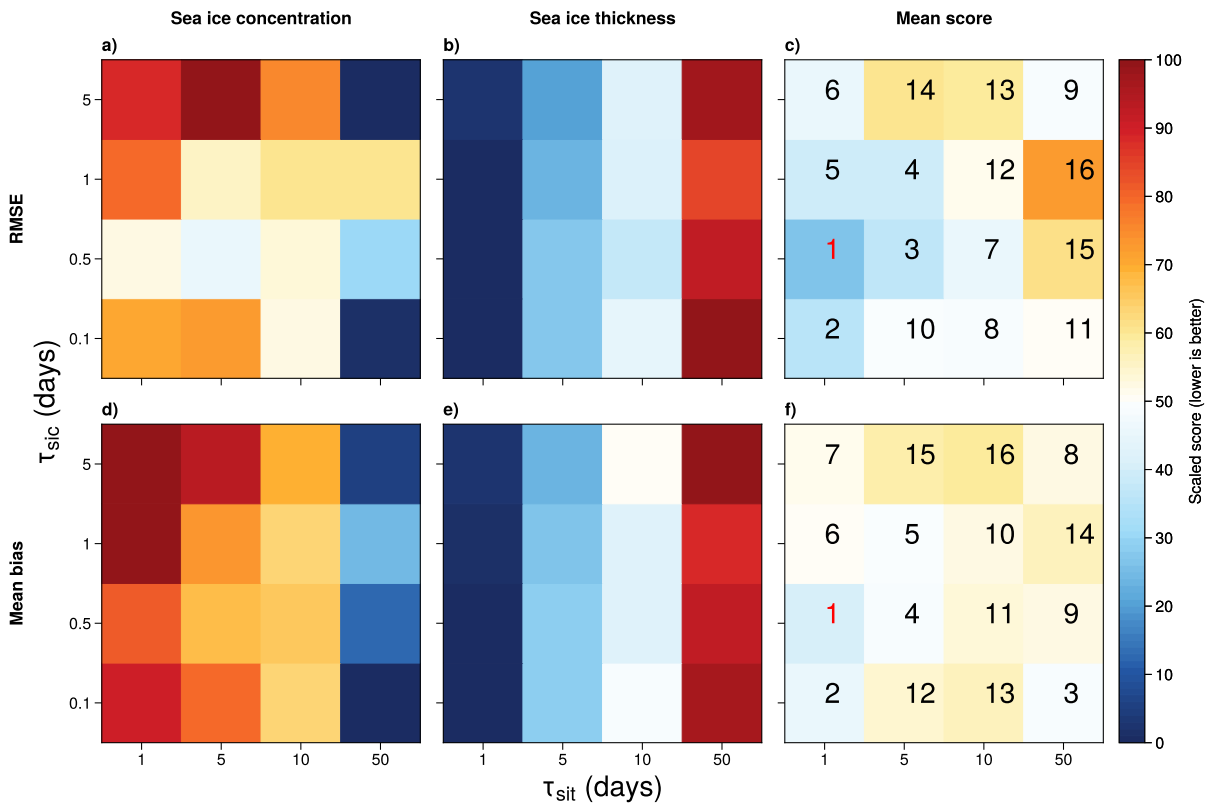 Sea ice concentration
Sea ice thickness
Mean score
a)
b)
c)
RMSE
5
1
0.5
0.1
6 14 13 9
5 4 12 16
1 3 7 15
2 10 8 11
d)
e)
f)
Mean bias
5
1
0.5
0.1
7 15 16 8
6 5 10 14
1 4 11 9
2 12 13 3
1 5 10 50
1 5 10 50
1 5 10 50
τsic (days)
τsit (days)
100
90
80
70
60
50
40
30
20
10
0
Scaled score (lower is better)